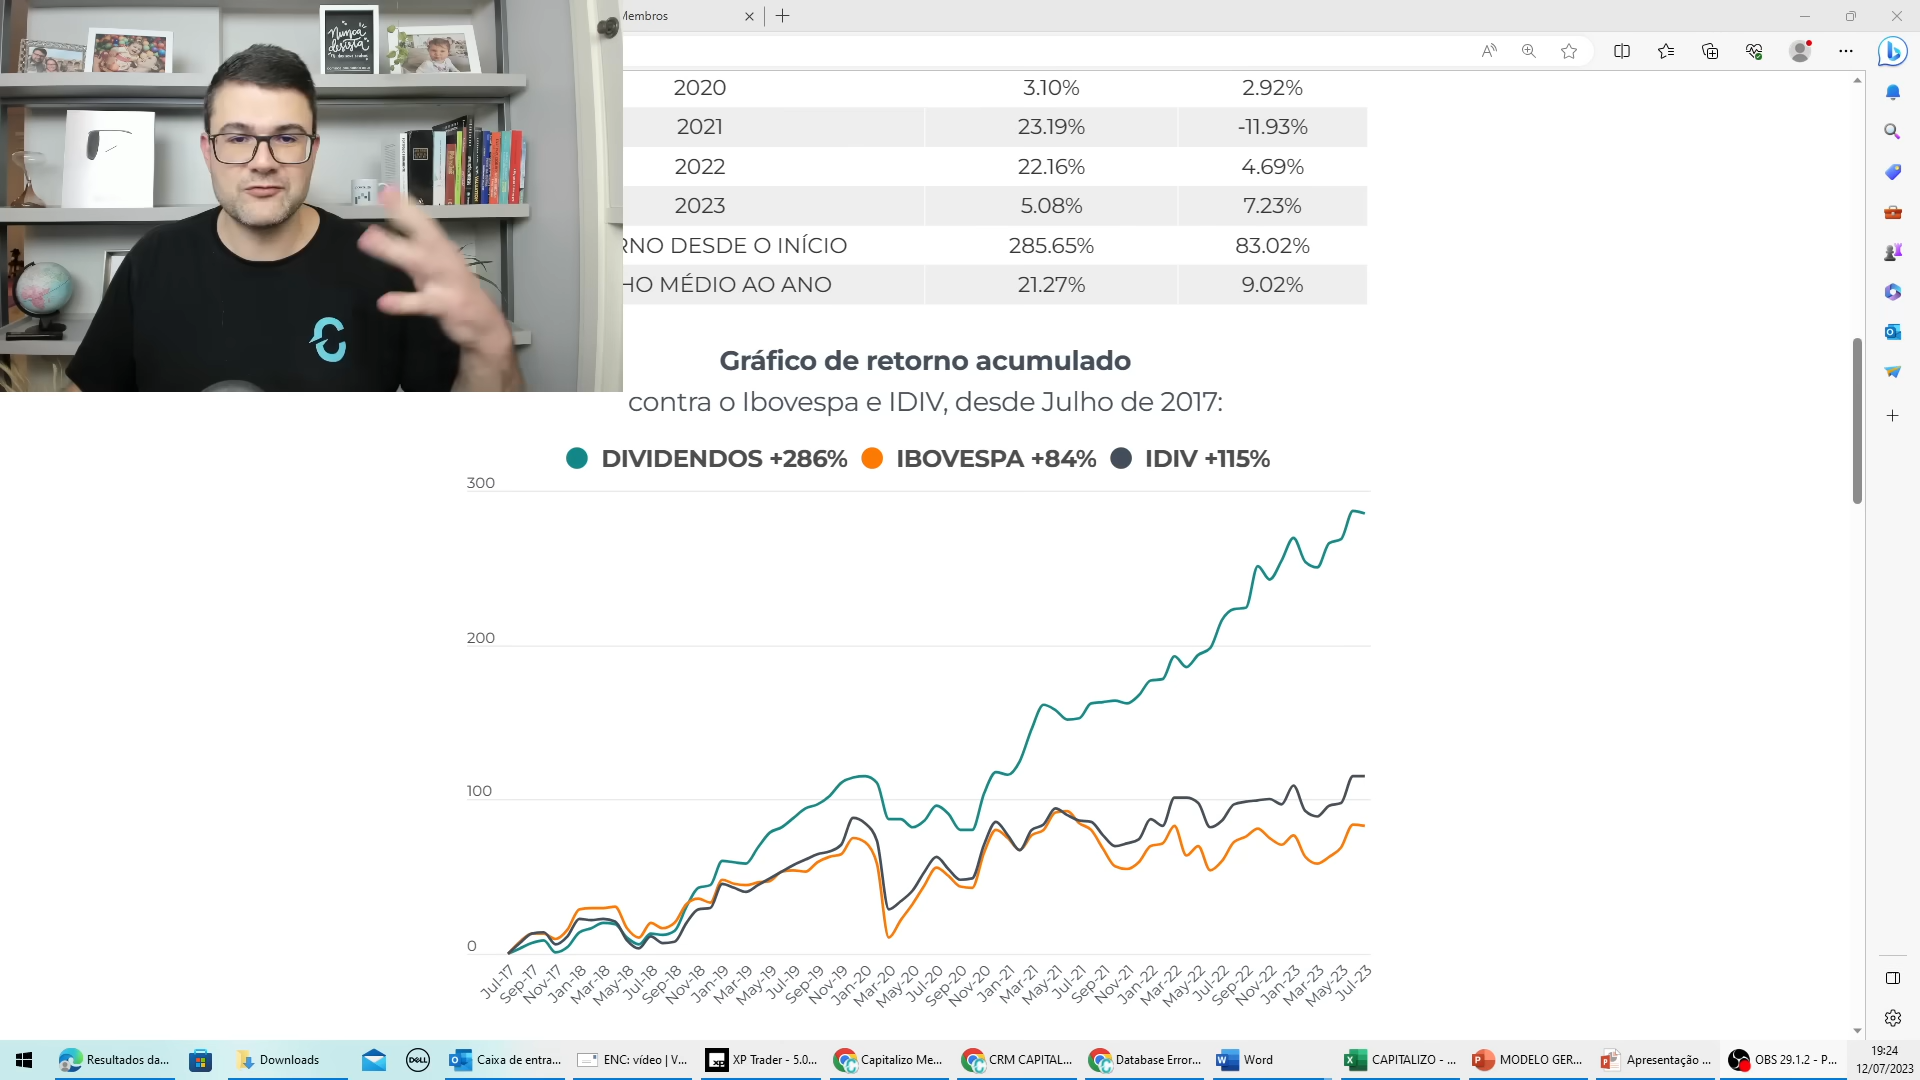 Membros
Nunca
desista
2020 3.10% 2.92%
2021 23.19% -11.93%
2022 22.16% 4.69%
2023 5.08% 7.23%
RNO DESDE O INÍCIO 285.65% 83.02%
HO MÉDIO AO ANO 21.27% 9.02%
Gráfico de retorno acumulado
contra o Ibovespa e IDIV, desde Julho de 2017:
DIVIDENDOS +286% IBOVESPA +84% IDIV +115%
300
200
100
0
Jul-17 Sep-17 Nov-17 Jan-18 Mar-18 May-18 Jul-18 Sep-18 Nov-18 Jan-19 Mar-19 May-19 Jul-19 Sep-19 Nov-19 Jan-20 Mar-20 May-20 Jul-20 Sep-20 Nov-20 Jan-21 Mar-21 May-21 Jul-21 Sep-21 Nov-21 Jan-22 Mar-22 May-22 Jul-22 Sep-22 Nov-22 Jan-23 Mar-23 May-23 Jul-23
Resultados da... Downloads DELL Caixa de entra... ENC: vídeo | V... XP Trader - 5.0... Capitalizo Me... CRM CAPITAL... Database Error... Word CAPITALIZO - ... MODELO GER... Apresentação ... OBS 29.1.2 - P...
19:24
12/07/2023